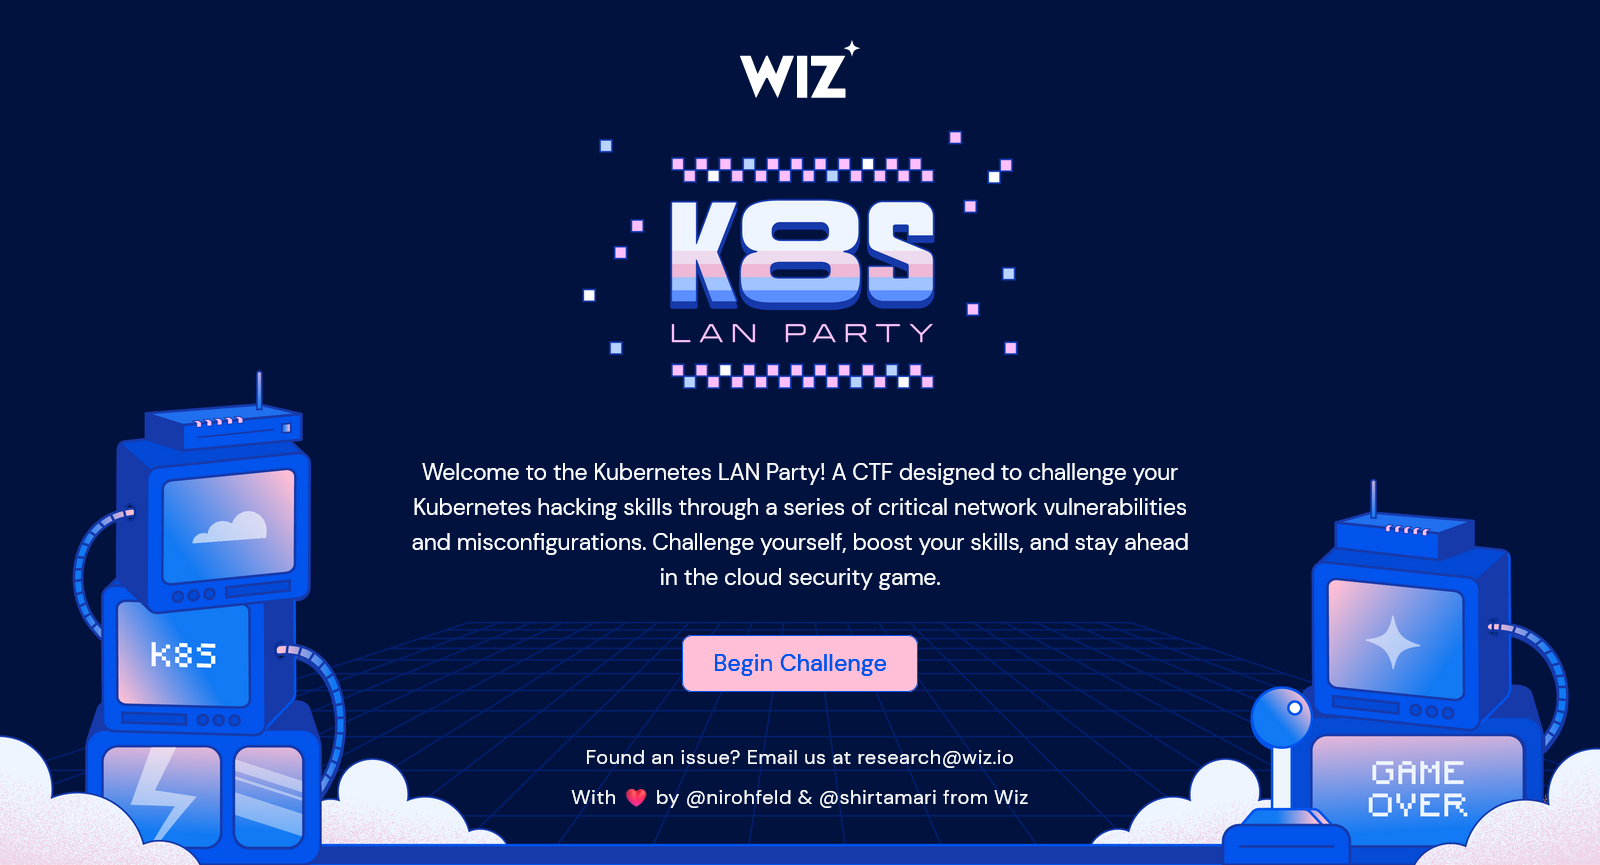 WIZ
K8S
LAN PARTY
Welcome to the Kubernetes LAN Party! A CTF designed to challenge your
Kubernetes hacking skills through a series of critical network vulnerabilities
and misconfigurations. Challenge yourself, boost your skills, and stay ahead
in the cloud security game.
K8S
Begin Challenge
Found an issue? Email us at research@wiz.io
With ❤️ by @nirohfeld & @shirtamari from Wiz
GAME
OVER